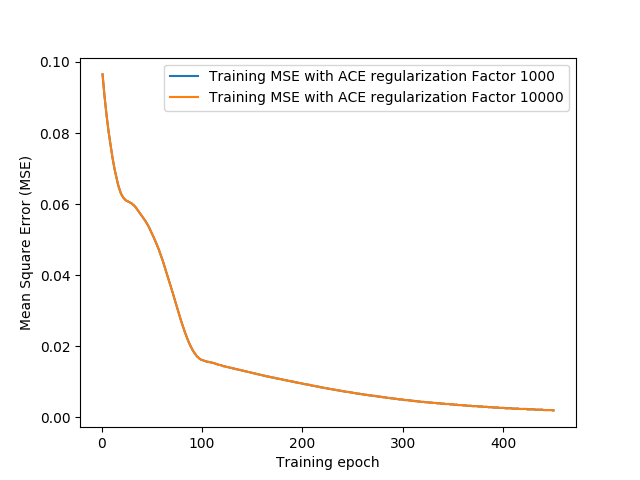 Training MSE with ACE regularization Factor 1000
Training MSE with ACE regularization Factor 10000
Mean Square Error (MSE)
0.10
0.08
0.06
0.04
0.02
0.00
0 100 200 300 400
Training epoch